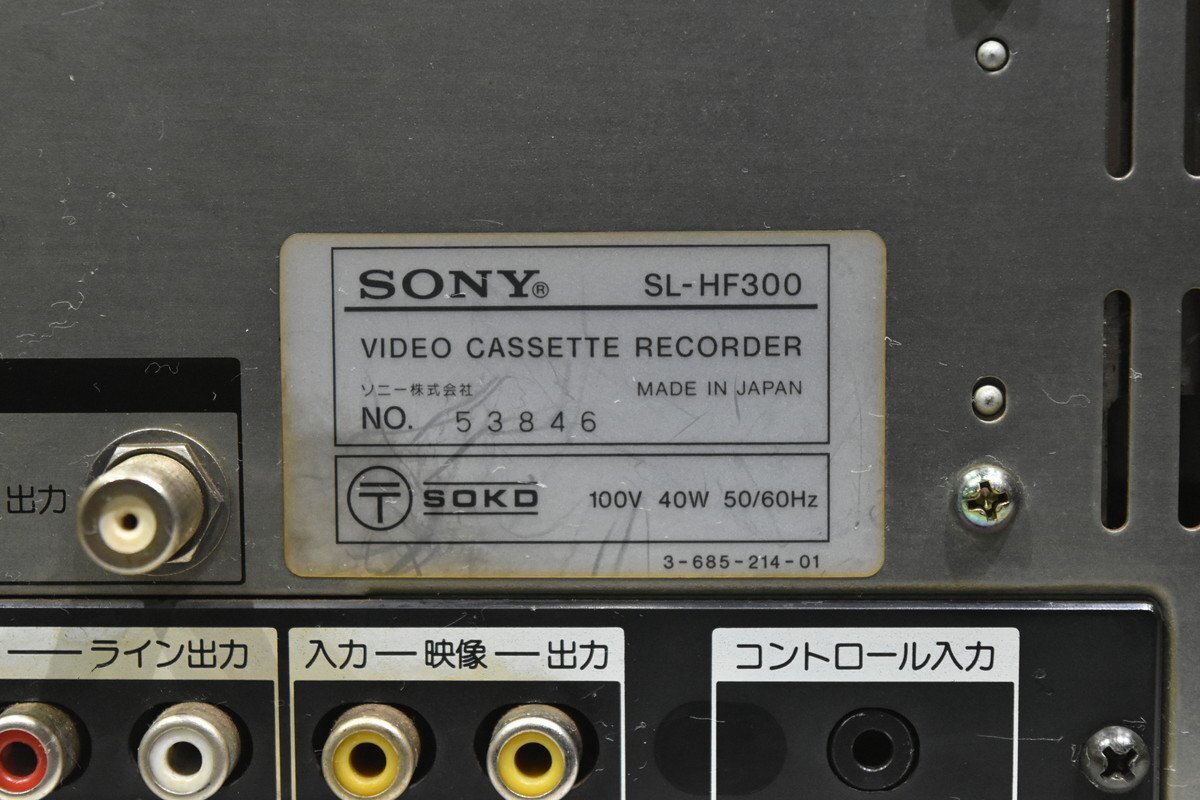 SONY® SL-HF300
VIDEO CASSETTE RECORDER
ソニー株式会社 MADE IN JAPAN
NO. 53846
〒 SOKD 100V 40W 50/60Hz
3-685-214-01
出力
ライン出力
入力 — 映像 — 出力
コントロール入力